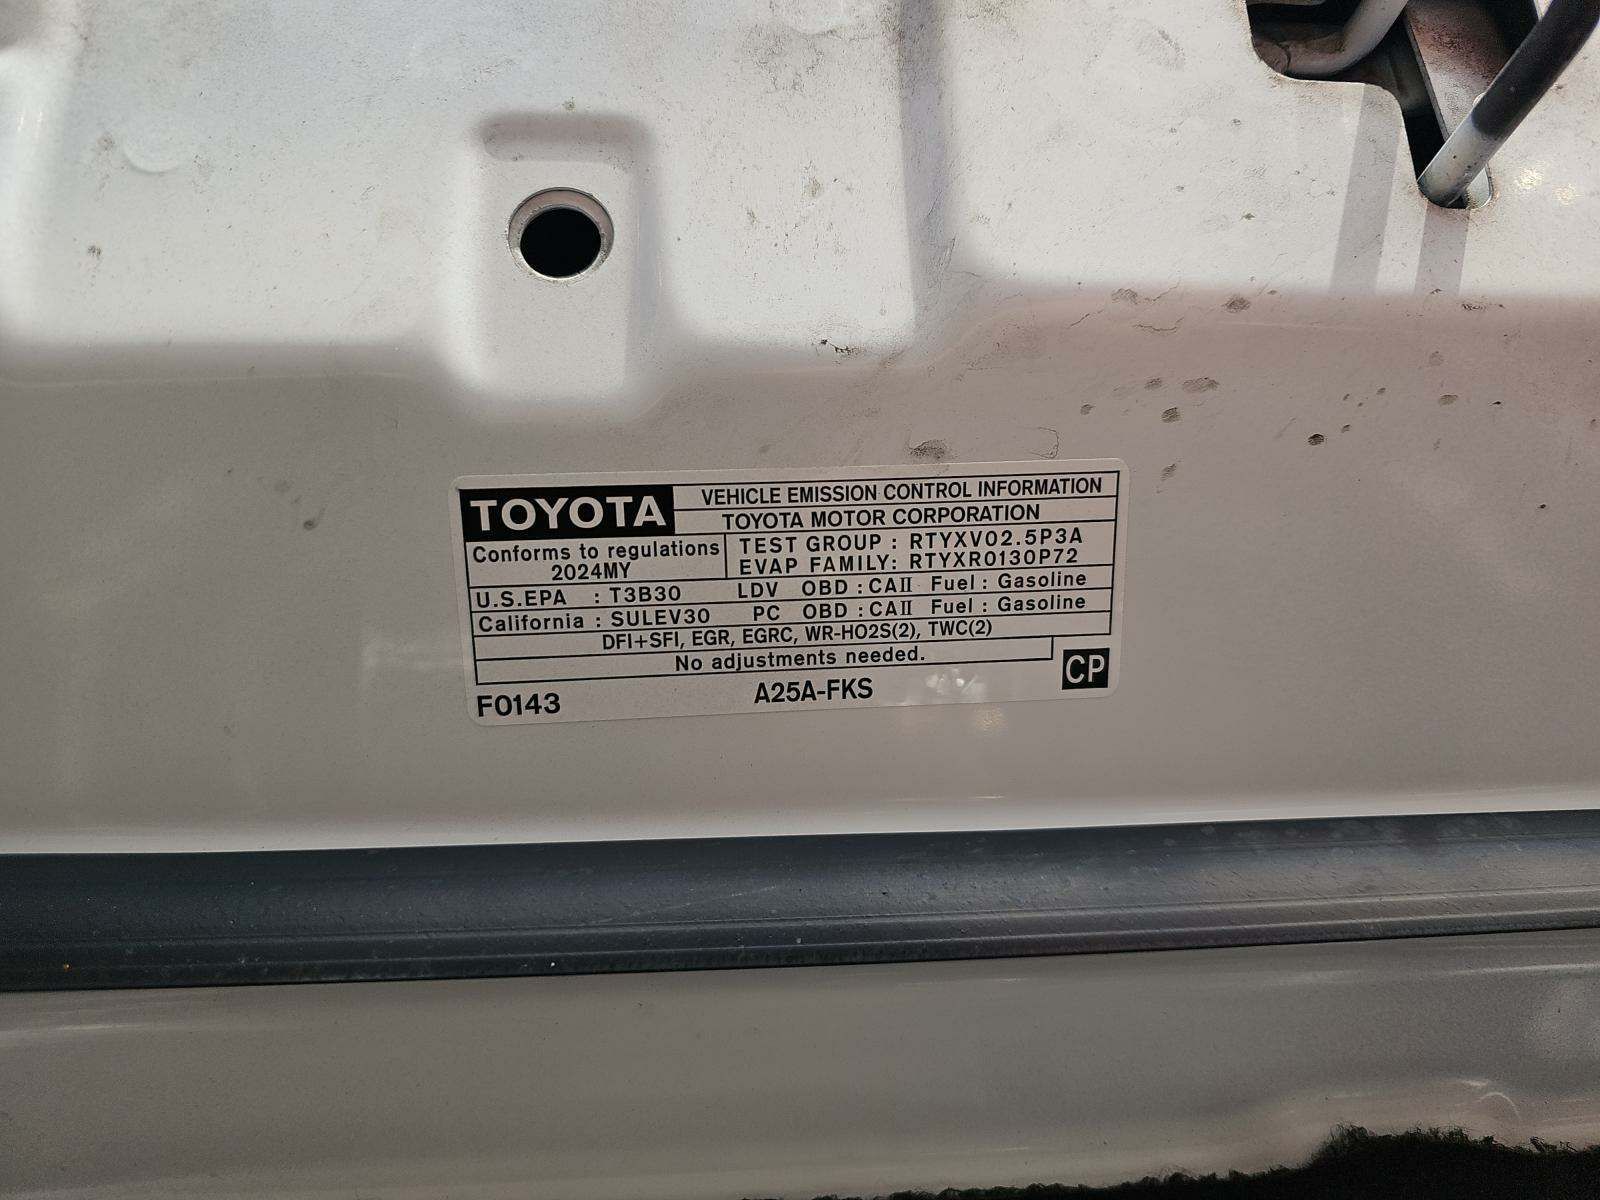 TOYOTA
VEHICLE EMISSION CONTROL INFORMATION
TOYOTA MOTOR CORPORATION
Conforms to regulations
2024MY
TEST GROUP : RTYXV02.5P3A
EVAP FAMILY: RTYXR0130P72
U.S.EPA : T3B30 LDV OBD : CAII Fuel : Gasoline
California : SULEV30 PC OBD : CAII Fuel : Gasoline
DFI+SFI, EGR, EGRC, WR-HO2S(2), TWC(2)
No adjustments needed.
CP
F0143 A25A-FKS